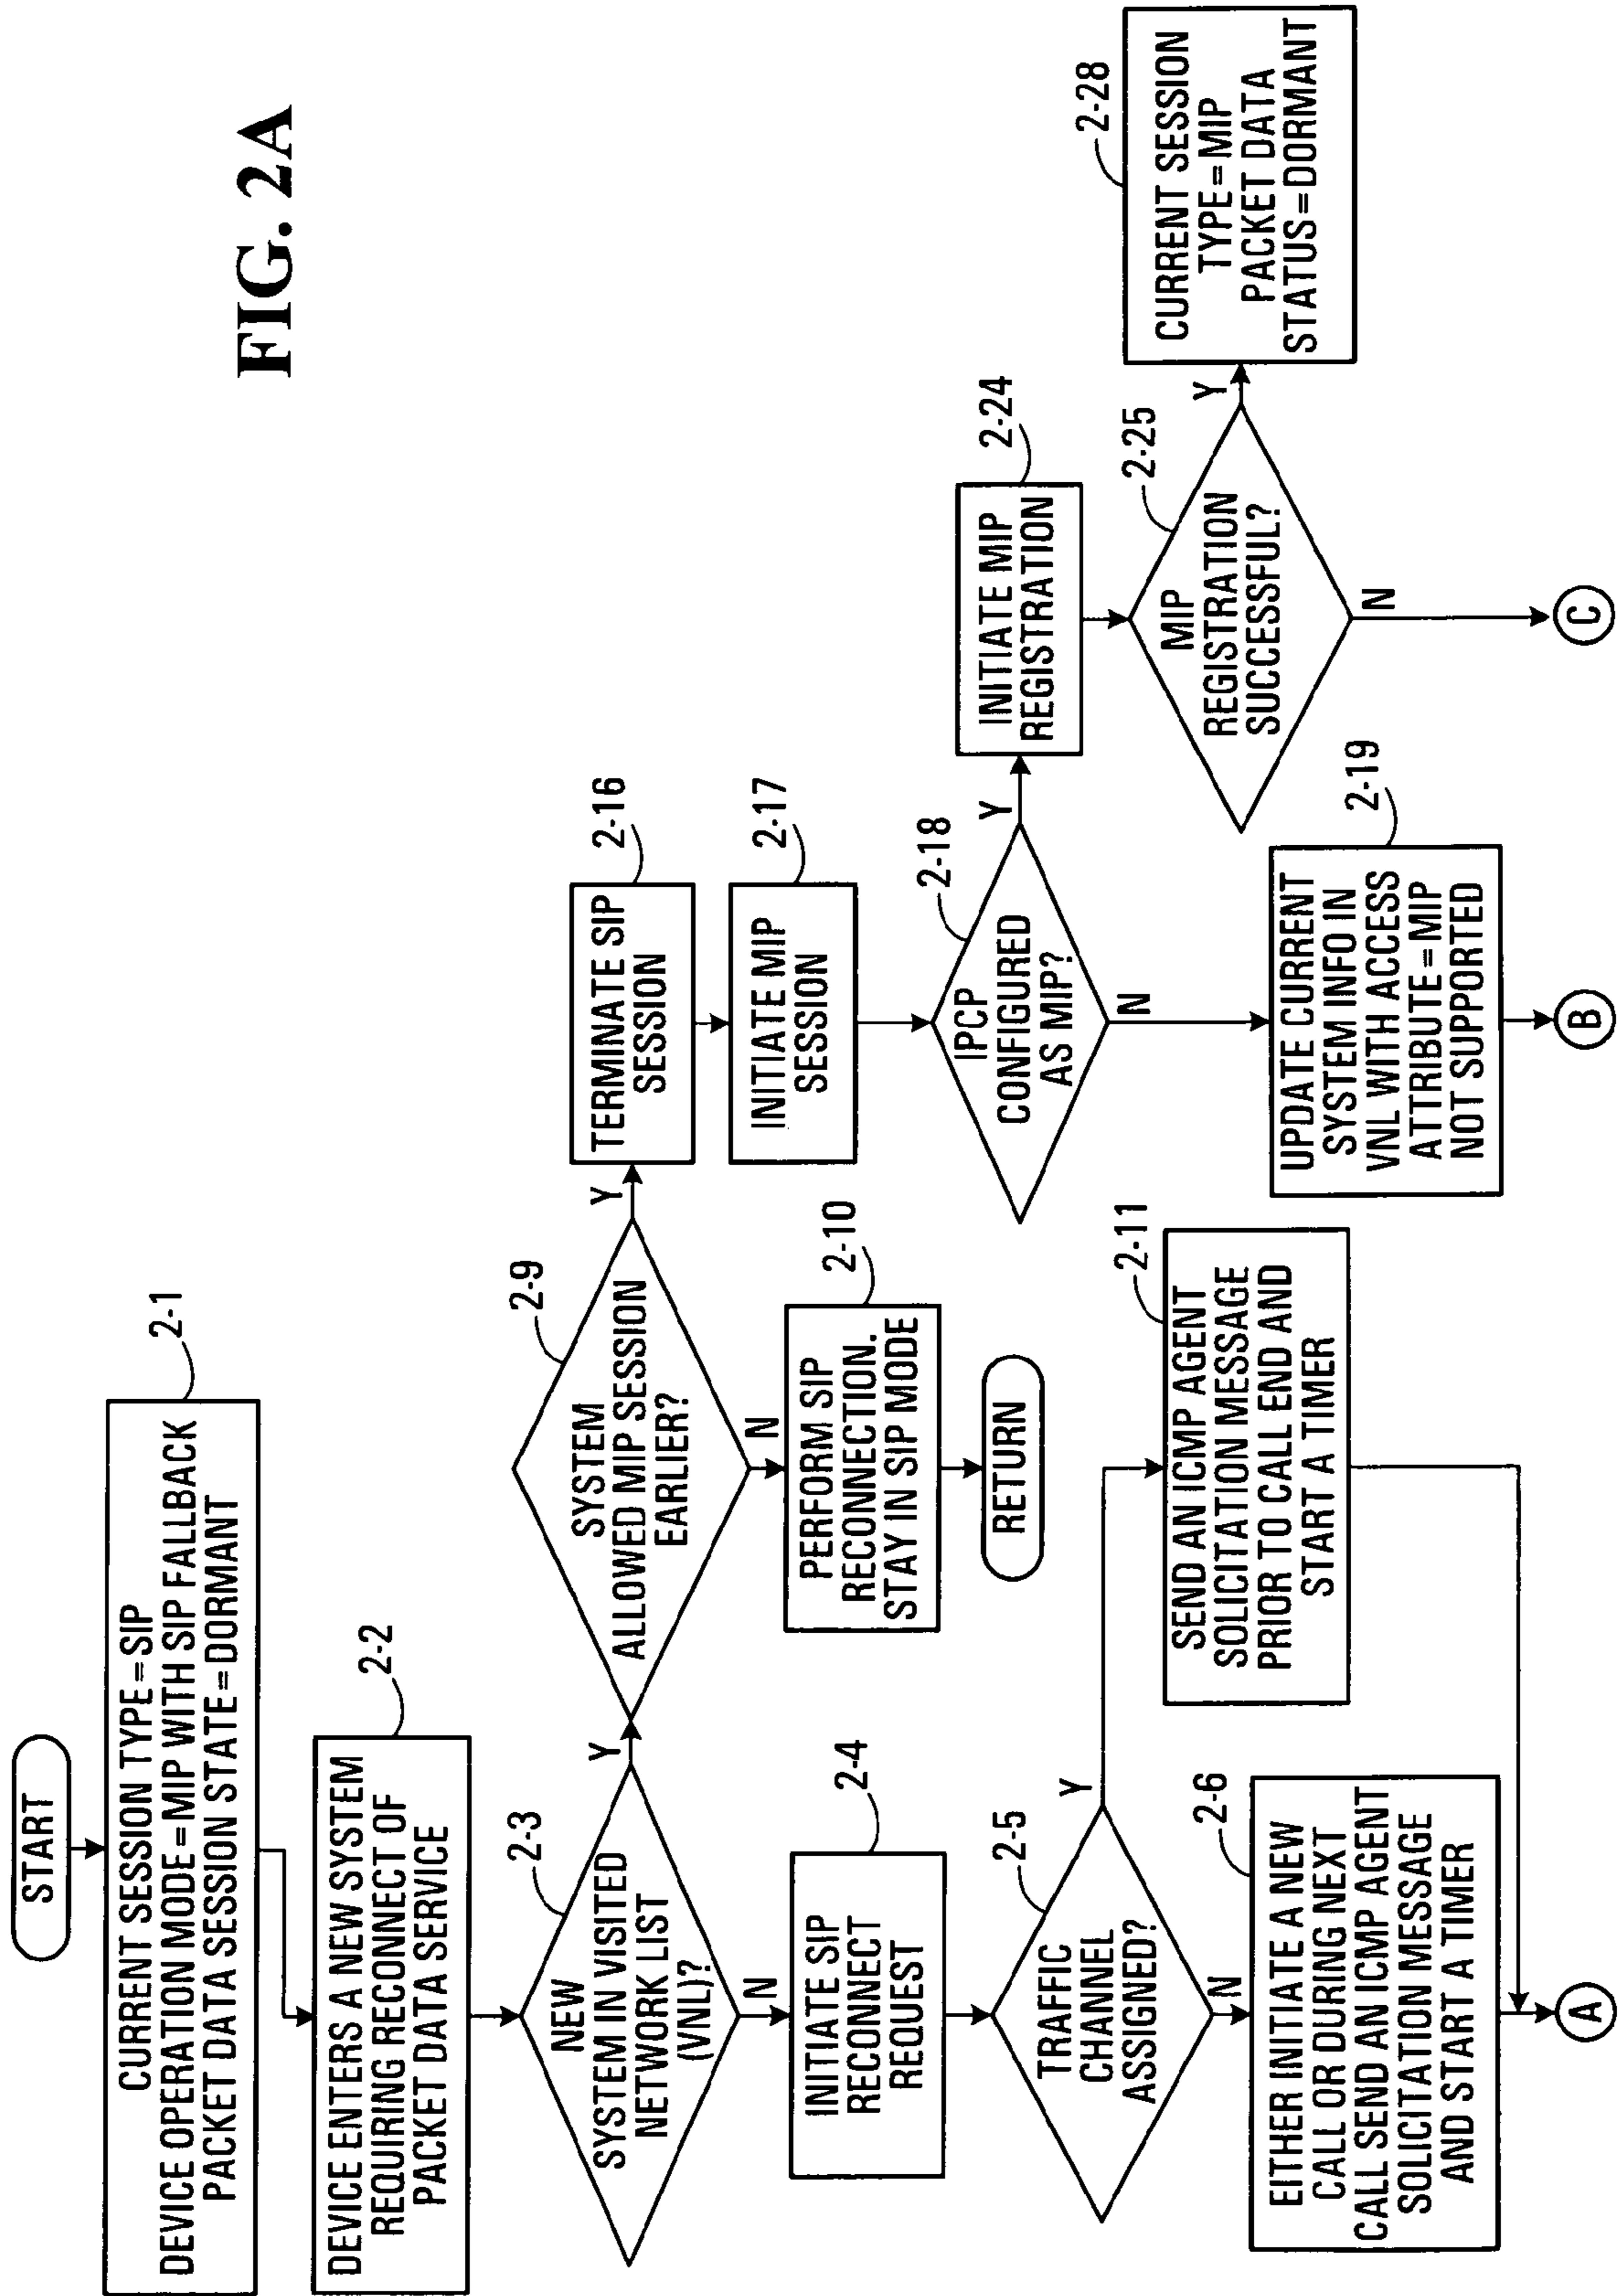 FIG. 2A
START
2-1
CURRENT SESSION TYPE=SIP
DEVICE OPERATION MODE=MIP WITH SIP FALLBACK
PACKET DATA SESSION STATE=DORMANT
2-2
DEVICE ENTERS A NEW SYSTEM
REQUIRING RECONNECT OF
PACKET DATA SERVICE
2-3
NEW
SYSTEM IN VISITED
NETWORK LIST
(VNL)?
Y
N
2-4
INITIATE SIP
RECONNECT
REQUEST
2-5
TRAFFIC
CHANNEL
ASSIGNED?
Y
N
2-6
EITHER INITIATE A NEW
CALL OR DURING NEXT
CALL SEND AN ICMP AGENT
SOLICITATION MESSAGE
AND START A TIMER
A
2-9
SYSTEM
ALLOWED MIP SESSION
EARLIER?
Y
N
2-10
PERFORM SIP
RECONNECTION.
STAY IN SIP MODE
RETURN
2-11
SEND AN ICMP AGENT
SOLICITATION MESSAGE
PRIOR TO CALL END AND
START A TIMER
2-16
TERMINATE SIP
SESSION
2-17
INITIATE MIP
SESSION
2-18
IPCP
CONFIGURED
AS MIP?
Y
N
2-19
UPDATE CURRENT
SYSTEM INFO IN
VNL WITH ACCESS
ATTRIBUTE=MIP
NOT SUPPORTED
B
2-24
INITIATE MIP
REGISTRATION
2-25
MIP
REGISTRATION
SUCCESSFUL?
Y
N
C
2-28
CURRENT SESSION
TYPE=MIP
PACKET DATA
STATUS=DORMANT